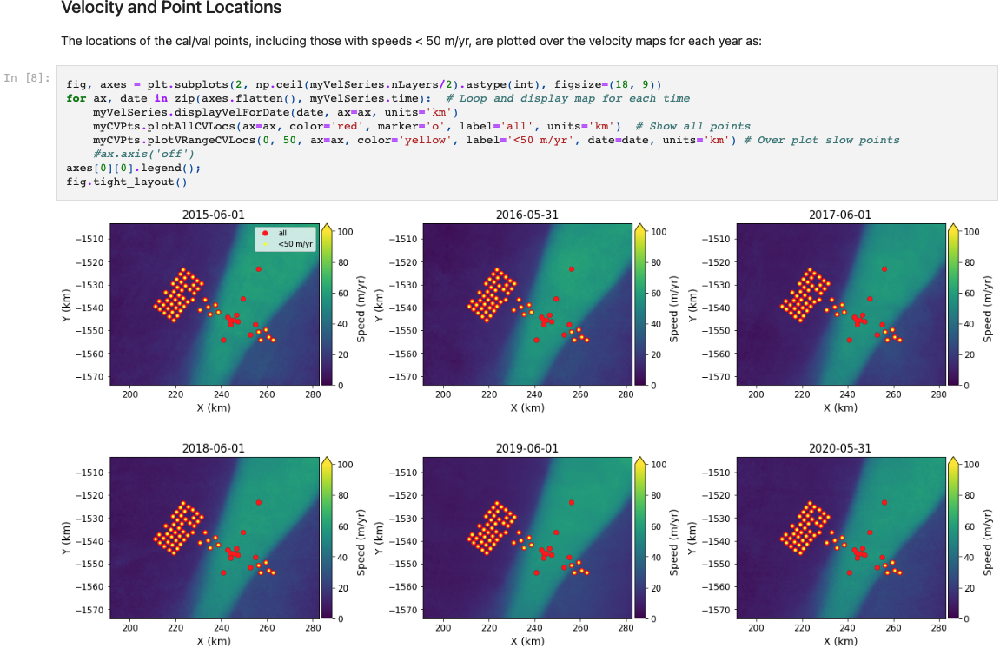 Velocity and Point Locations
The locations of the cal/val points, including those with speeds < 50 m/yr, are plotted over the velocity maps for each year as:
In [8]:
fig, axes = plt.subplots(2, np.ceil(myVelSeries.nLayers/2).astype(int), figsize=(18, 9))
for ax, date in zip(axes.flatten(), myVelSeries.time):  # Loop and display map for each time
    myVelSeries.displayVelForDate(date, ax=ax, units='km')
    myCVPts.plotAllCVLocs(ax=ax, color='red', marker='o', label='all', units='km')  # Show all points
    myCVPts.plotVRangeCVLocs(0, 50, ax=ax, color='yellow', label='<50 m/yr', date=date, units='km') # Over plot slow points
    #ax.axis('off')
axes[0][0].legend();
fig.tight_layout()
2015-06-01
all
<50 m/yr
−1510
−1520
−1530
−1540
−1550
−1560
−1570
Y (km)
200 220 240 260 280
X (km)
100
80
60
40
20
0
Speed (m/yr)
2016-05-31
−1510
−1520
−1530
−1540
−1550
−1560
−1570
Y (km)
200 220 240 260 280
X (km)
100
80
60
40
20
0
Speed (m/yr)
2017-06-01
−1510
−1520
−1530
−1540
−1550
−1560
−1570
Y (km)
200 220 240 260 280
X (km)
100
80
60
40
20
0
Speed (m/yr)
2018-06-01
−1510
−1520
−1530
−1540
−1550
−1560
−1570
Y (km)
200 220 240 260 280
X (km)
100
80
60
40
20
0
Speed (m/yr)
2019-06-01
−1510
−1520
−1530
−1540
−1550
−1560
−1570
Y (km)
200 220 240 260 280
X (km)
100
80
60
40
20
0
Speed (m/yr)
2020-05-31
−1510
−1520
−1530
−1540
−1550
−1560
−1570
Y (km)
200 220 240 260 280
X (km)
100
80
60
40
20
0
Speed (m/yr)